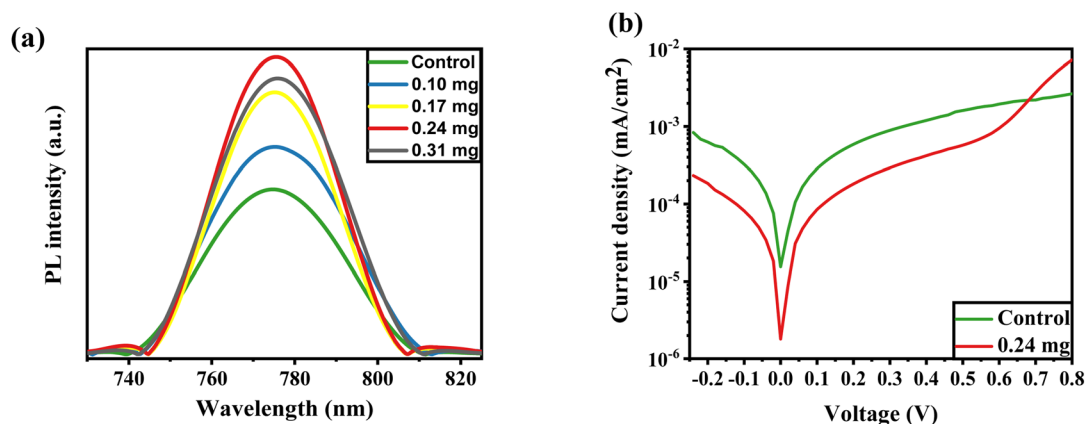 (a)
PL intensity (a.u.)
Control
0.10 mg
0.17 mg
0.24 mg
0.31 mg
740 760 780 800 820
Wavelength (nm)
(b)
Current density (mA/cm²)
10⁻²
10⁻³
10⁻⁴
10⁻⁵
10⁻⁶
Control
0.24 mg
-0.2 -0.1 0.0 0.1 0.2 0.3 0.4 0.5 0.6 0.7 0.8
Voltage (V)